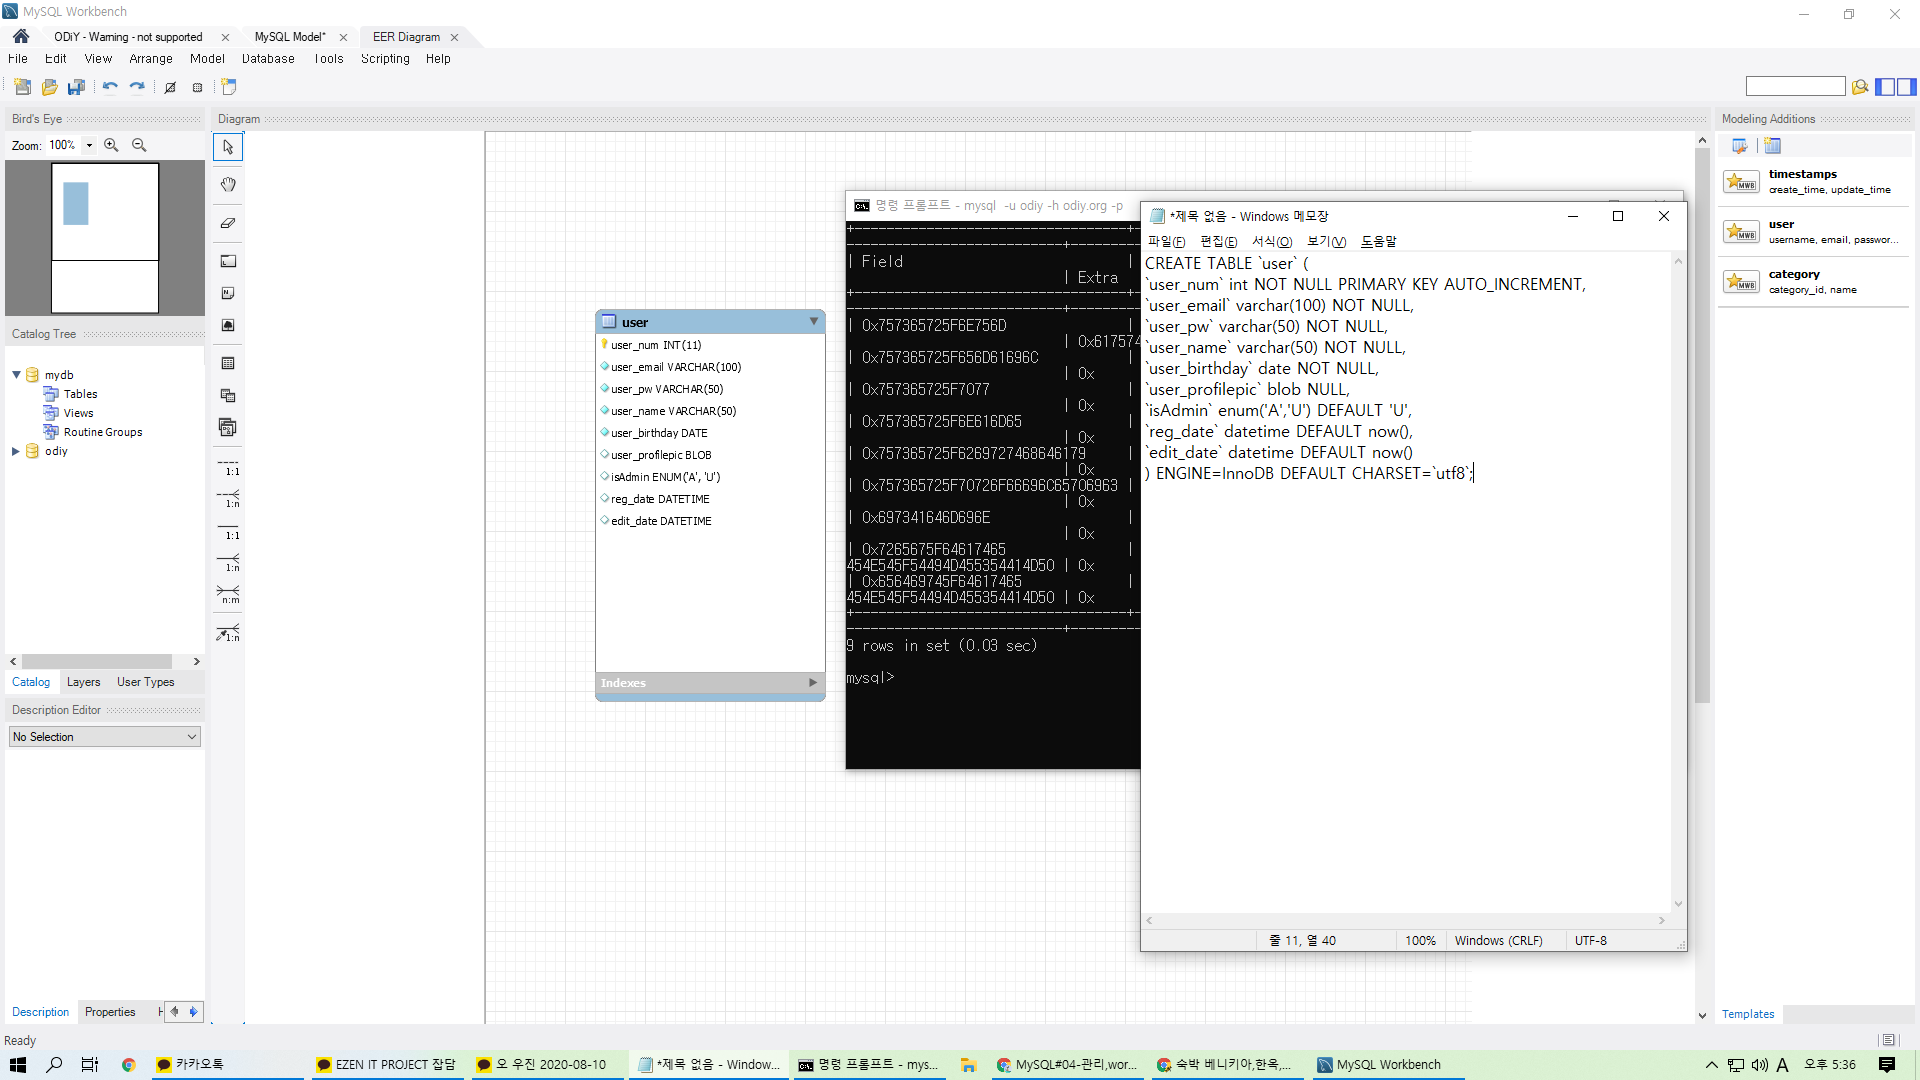 MySQL Workbench
ODiY - Warning - not supported
MySQL Model*
EER Diagram
File Edit View Arrange Model Database Tools Scripting Help
Bird's Eye
Zoom: 100%
Catalog Tree
mydb
Tables
Views
Routine Groups
odiy
Catalog Layers User Types
Description Editor
No Selection
Description Properties H
Ready
Diagram
1:1
1:n
1:1
1:n
n:m
1:n
user
user_num INT(11)
user_email VARCHAR(100)
user_pw VARCHAR(50)
user_name VARCHAR(50)
user_birthday DATE
user_profilepic BLOB
isAdmin ENUM('A', 'U')
reg_date DATETIME
edit_date DATETIME
Indexes
명령 프롬프트 - mysql -u odiy -h odiy.org -p
| Field |
| Extra
| 0x757365725F6E756D |
| 0x617574
| 0x757365725F656D61696C |
| 0x
| 0x757365725F7077 |
| 0x
| 0x757365725F6E616D65 |
| 0x
| 0x757365725F6269727468646179 |
| 0x
| 0x757365725F70726F66696C65706963 |
| 0x
| 0x697341646D696E |
| 0x
| 0x7265675F64617465 |
454E545F54494D455354414D50 | 0x
| 0x656469745F64617465 |
454E545F54494D455354414D50 | 0x
9 rows in set (0.03 sec)
mysql>
*제목 없음 - Windows 메모장
파일(F) 편집(E) 서식(O) 보기(V) 도움말
CREATE TABLE `user` (
`user_num` int NOT NULL PRIMARY KEY AUTO_INCREMENT,
`user_email` varchar(100) NOT NULL,
`user_pw` varchar(50) NOT NULL,
`user_name` varchar(50) NOT NULL,
`user_birthday` date NOT NULL,
`user_profilepic` blob NULL,
`isAdmin` enum('A','U') DEFAULT 'U',
`reg_date` datetime DEFAULT now(),
`edit_date` datetime DEFAULT now()
) ENGINE=InnoDB DEFAULT CHARSET=`utf8`;
줄 11, 열 40
100%
Windows (CRLF)
UTF-8
Modeling Additions
timestamps
create_time, update_time
user
username, email, passwor...
category
category_id, name
Templates
카카오톡
EZEN IT PROJECT 잡담
오 우진 2020-08-10
*제목 없음 - Window...
명령 프롬프트 - mys...
MySQL#04-관리,wor...
숙박 베니키아,한옥,...
MySQL Workbench
A
오후 5:36